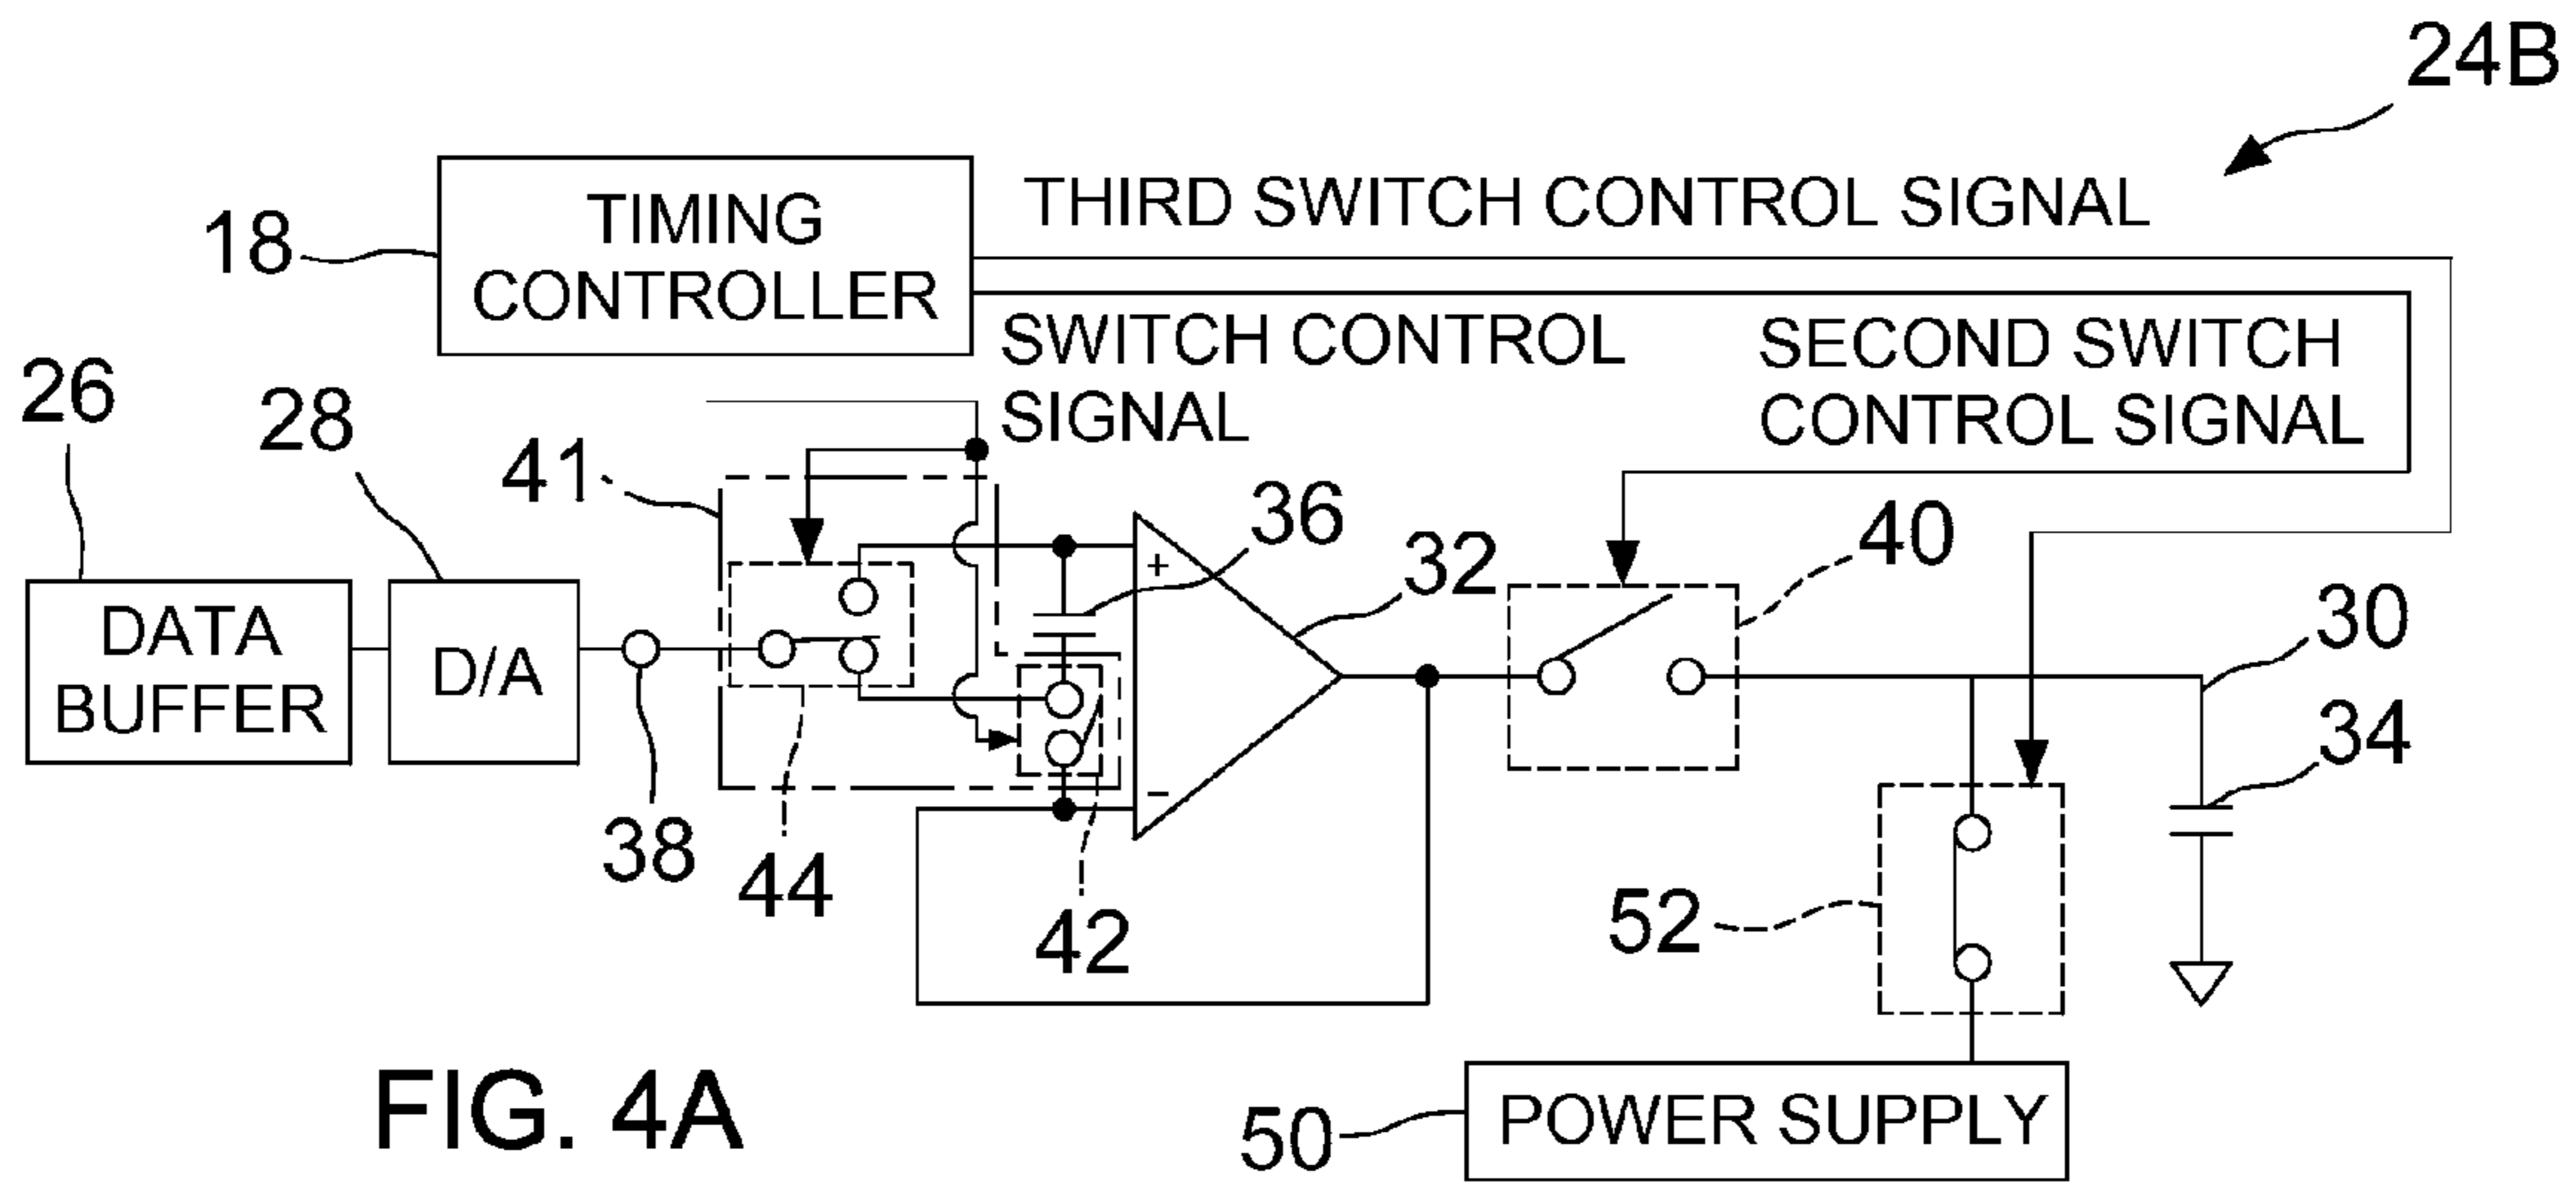 24B
THIRD SWITCH CONTROL SIGNAL
TIMING
CONTROLLER
18
SWITCH CONTROL
SIGNAL
SECOND SWITCH
CONTROL SIGNAL
26
28
41
36
32
40
30
34
DATA
BUFFER
D/A
+
−
38
44
42
52
50
POWER SUPPLY
FIG. 4A